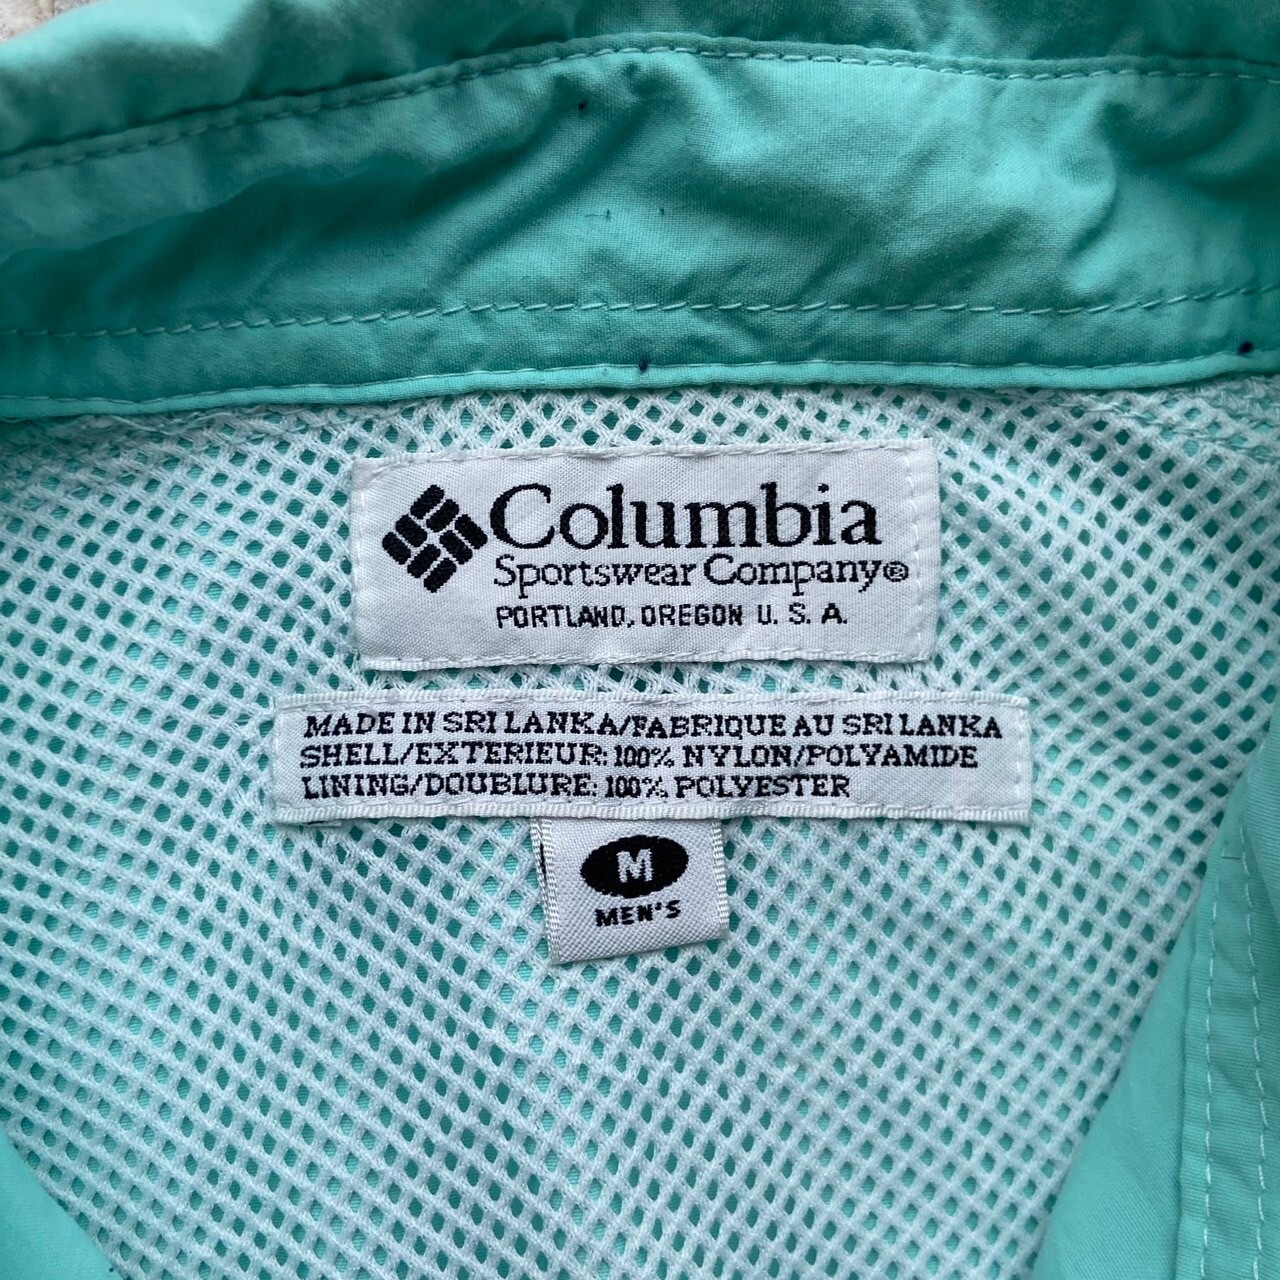 Columbia
Sportswear Company®
PORTLAND, OREGON U. S. A.
MADE IN SRI LANKA/FABRIQUE AU SRI LANKA
SHELL/EXTERIEUR: 100% NYLON/POLYAMIDE
LINING/DOUBLURE: 100% POLYESTER
M
MEN'S